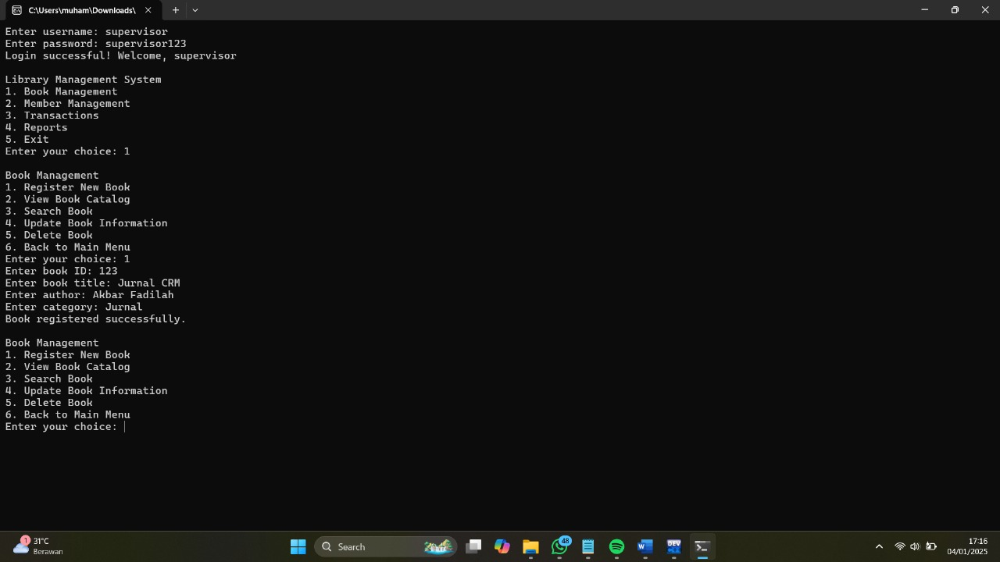 C:\Users\muham\Downloads\
Enter username: supervisor
Enter password: supervisor123
Login successful! Welcome, supervisor
Library Management System
1. Book Management
2. Member Management
3. Transactions
4. Reports
5. Exit
Enter your choice: 1
Book Management
1. Register New Book
2. View Book Catalog
3. Search Book
4. Update Book Information
5. Delete Book
6. Back to Main Menu
Enter your choice: 1
Enter book ID: 123
Enter book title: Jurnal CRM
Enter author: Akbar Fadilah
Enter category: Jurnal
Book registered successfully.
Book Management
1. Register New Book
2. View Book Catalog
3. Search Book
4. Update Book Information
5. Delete Book
6. Back to Main Menu
Enter your choice:
1
31°C
Berawan
Search
48
DEV
17:16
04/01/2025